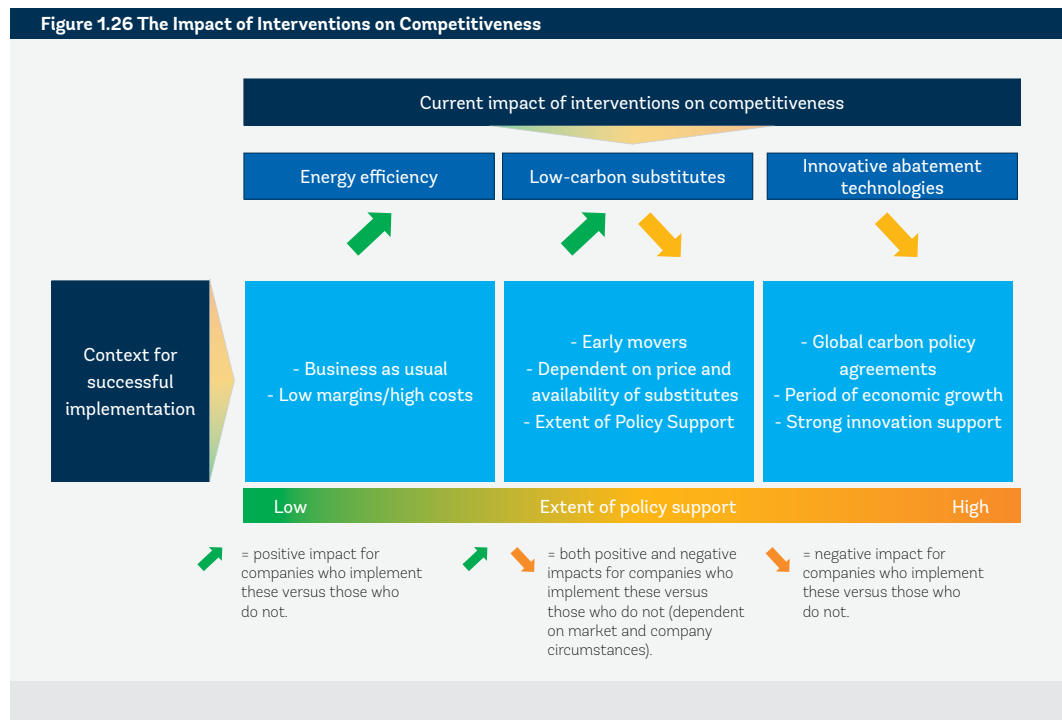 Figure 1.26 The Impact of Interventions on Competitiveness
Current impact of interventions on competitiveness
Energy efficiency
Low-carbon substitutes
Innovative abatement
technologies
Context for
successful
implementation
- Business as usual
- Low margins/high costs
- Early movers
- Dependent on price and
availability of substitutes
- Extent of Policy Support
- Global carbon policy
agreements
- Period of economic growth
- Strong innovation support
Low
Extent of policy support
High
= positive impact for
companies who implement
these versus those who
do not.
= both positive and negative
impacts for companies who
implement these versus
those who do not (dependent
on market and company
circumstances).
= negative impact for
companies who implement
these versus those who
do not.